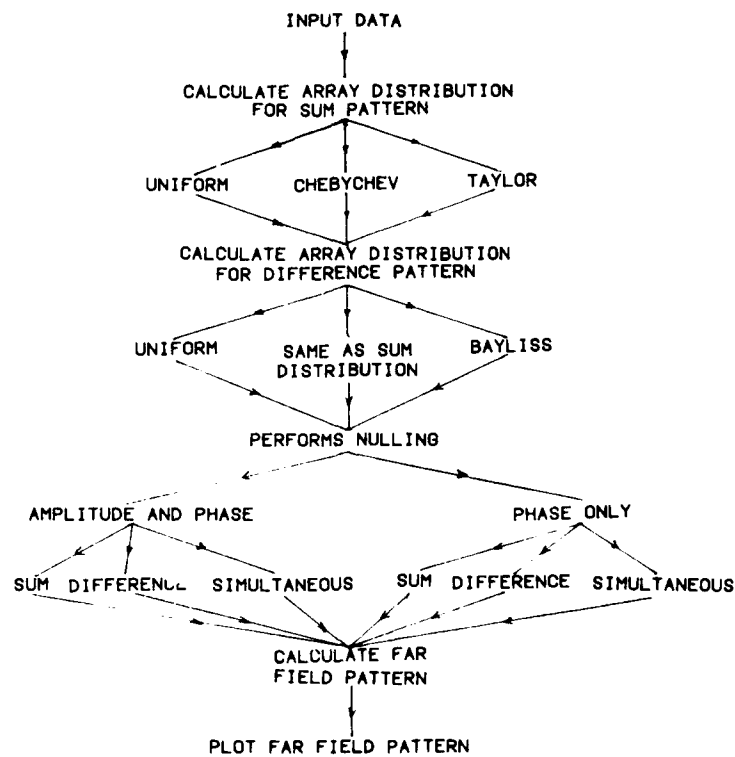 INPUT DATA
CALCULATE ARRAY DISTRIBUTION
FOR SUM PATTERN
UNIFORM CHEBYCHEV TAYLOR
CALCULATE ARRAY DISTRIBUTION
FOR DIFFERENCE PATTERN
UNIFORM SAME AS SUM BAYLISS
DISTRIBUTION
PERFORMS NULLING
AMPLITUDE AND PHASE PHASE ONLY
SUM DIFFERENCE SIMULTANEOUS SUM DIFFERENCE SIMULTANEOUS
CALCULATE FAR
FIELD PATTERN
PLOT FAR FIELD PATTERN